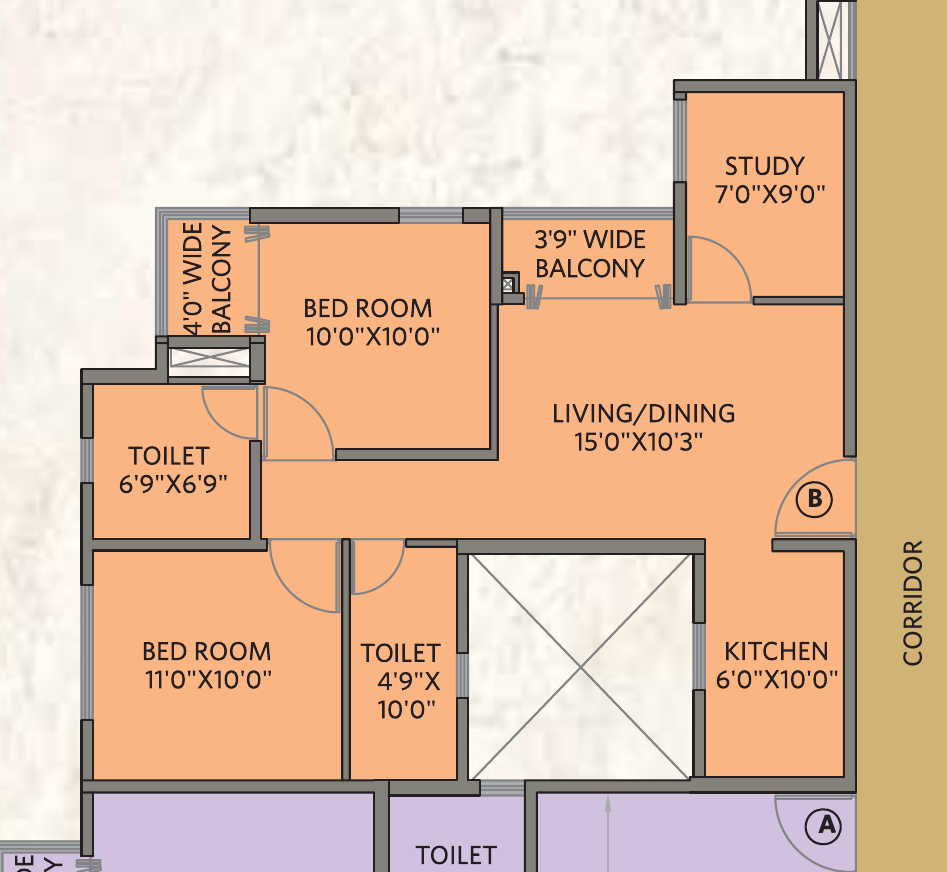 STUDY
7'0"X9'0"
3'9" WIDE
BALCONY
4'0" WIDE
BALCONY
BED ROOM
10'0"X10'0"
LIVING/DINING
15'0"X10'3"
TOILET
6'9"X6'9"
B
CORRIDOR
BED ROOM
11'0"X10'0"
TOILET
4'9"X
10'0"
KITCHEN
6'0"X10'0"
A
TOILET
DE
Y